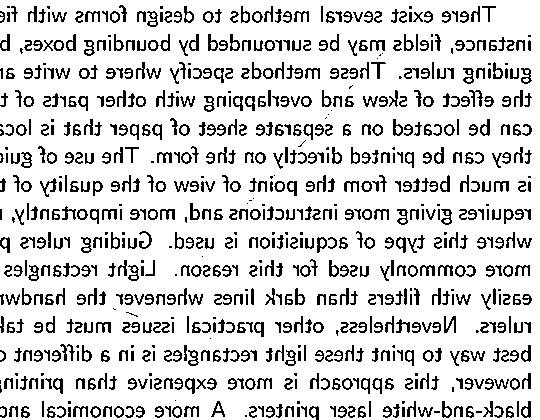 There exist several methods to design forms with fie
instance, fields may be surrounded by bounding boxes, b
guiding rulers. These methods specify where to write an
the effect of skew and overlapping with other parts of t
can be located on a separate sheet of paper that is loca
they can be printed directly on the form. The use of gui
is much better from the point of view of the quality of t
requires giving more instructions and, more importantly, r
where this type of acquisition is used. Guiding rulers p
more commonly used for this reason. Light rectangles
easily with filters than dark lines whenever the handwr
rulers. Nevertheless, other practical issues must be tak
best way to print these light rectangles is in a different c
however, this approach is more expensive than printing
black-and-white laser printers. A more economical and